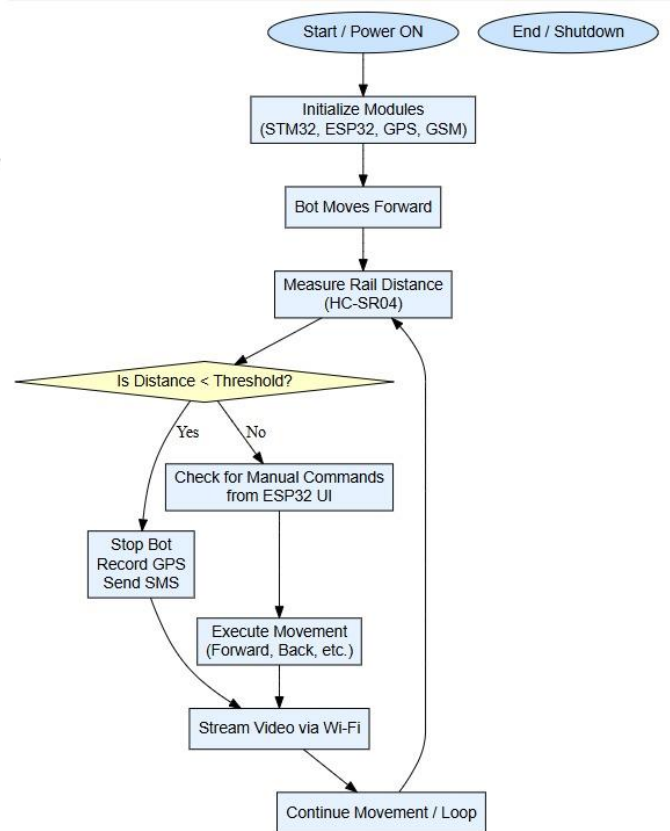 Start / Power ON
End / Shutdown
Initialize Modules
(STM32, ESP32, GPS, GSM)
Bot Moves Forward
Measure Rail Distance
(HC-SR04)
Is Distance < Threshold?
Yes
No
Check for Manual Commands
from ESP32 UI
Stop Bot
Record GPS
Send SMS
Execute Movement
(Forward, Back, etc.)
Stream Video via Wi-Fi
Continue Movement / Loop